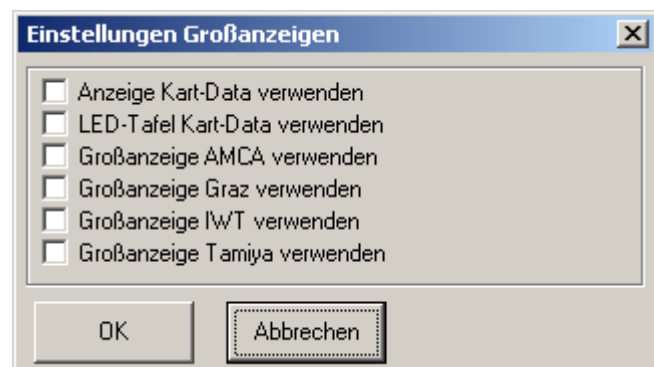 Einstellungen Großanzeigen
Anzeige Kart-Data verwenden
LED-Tafel Kart-Data verwenden
Großanzeige AMCA verwenden
Großanzeige Graz verwenden
Großanzeige IWT verwenden
Großanzeige Tamiya verwenden
OK Abbrechen